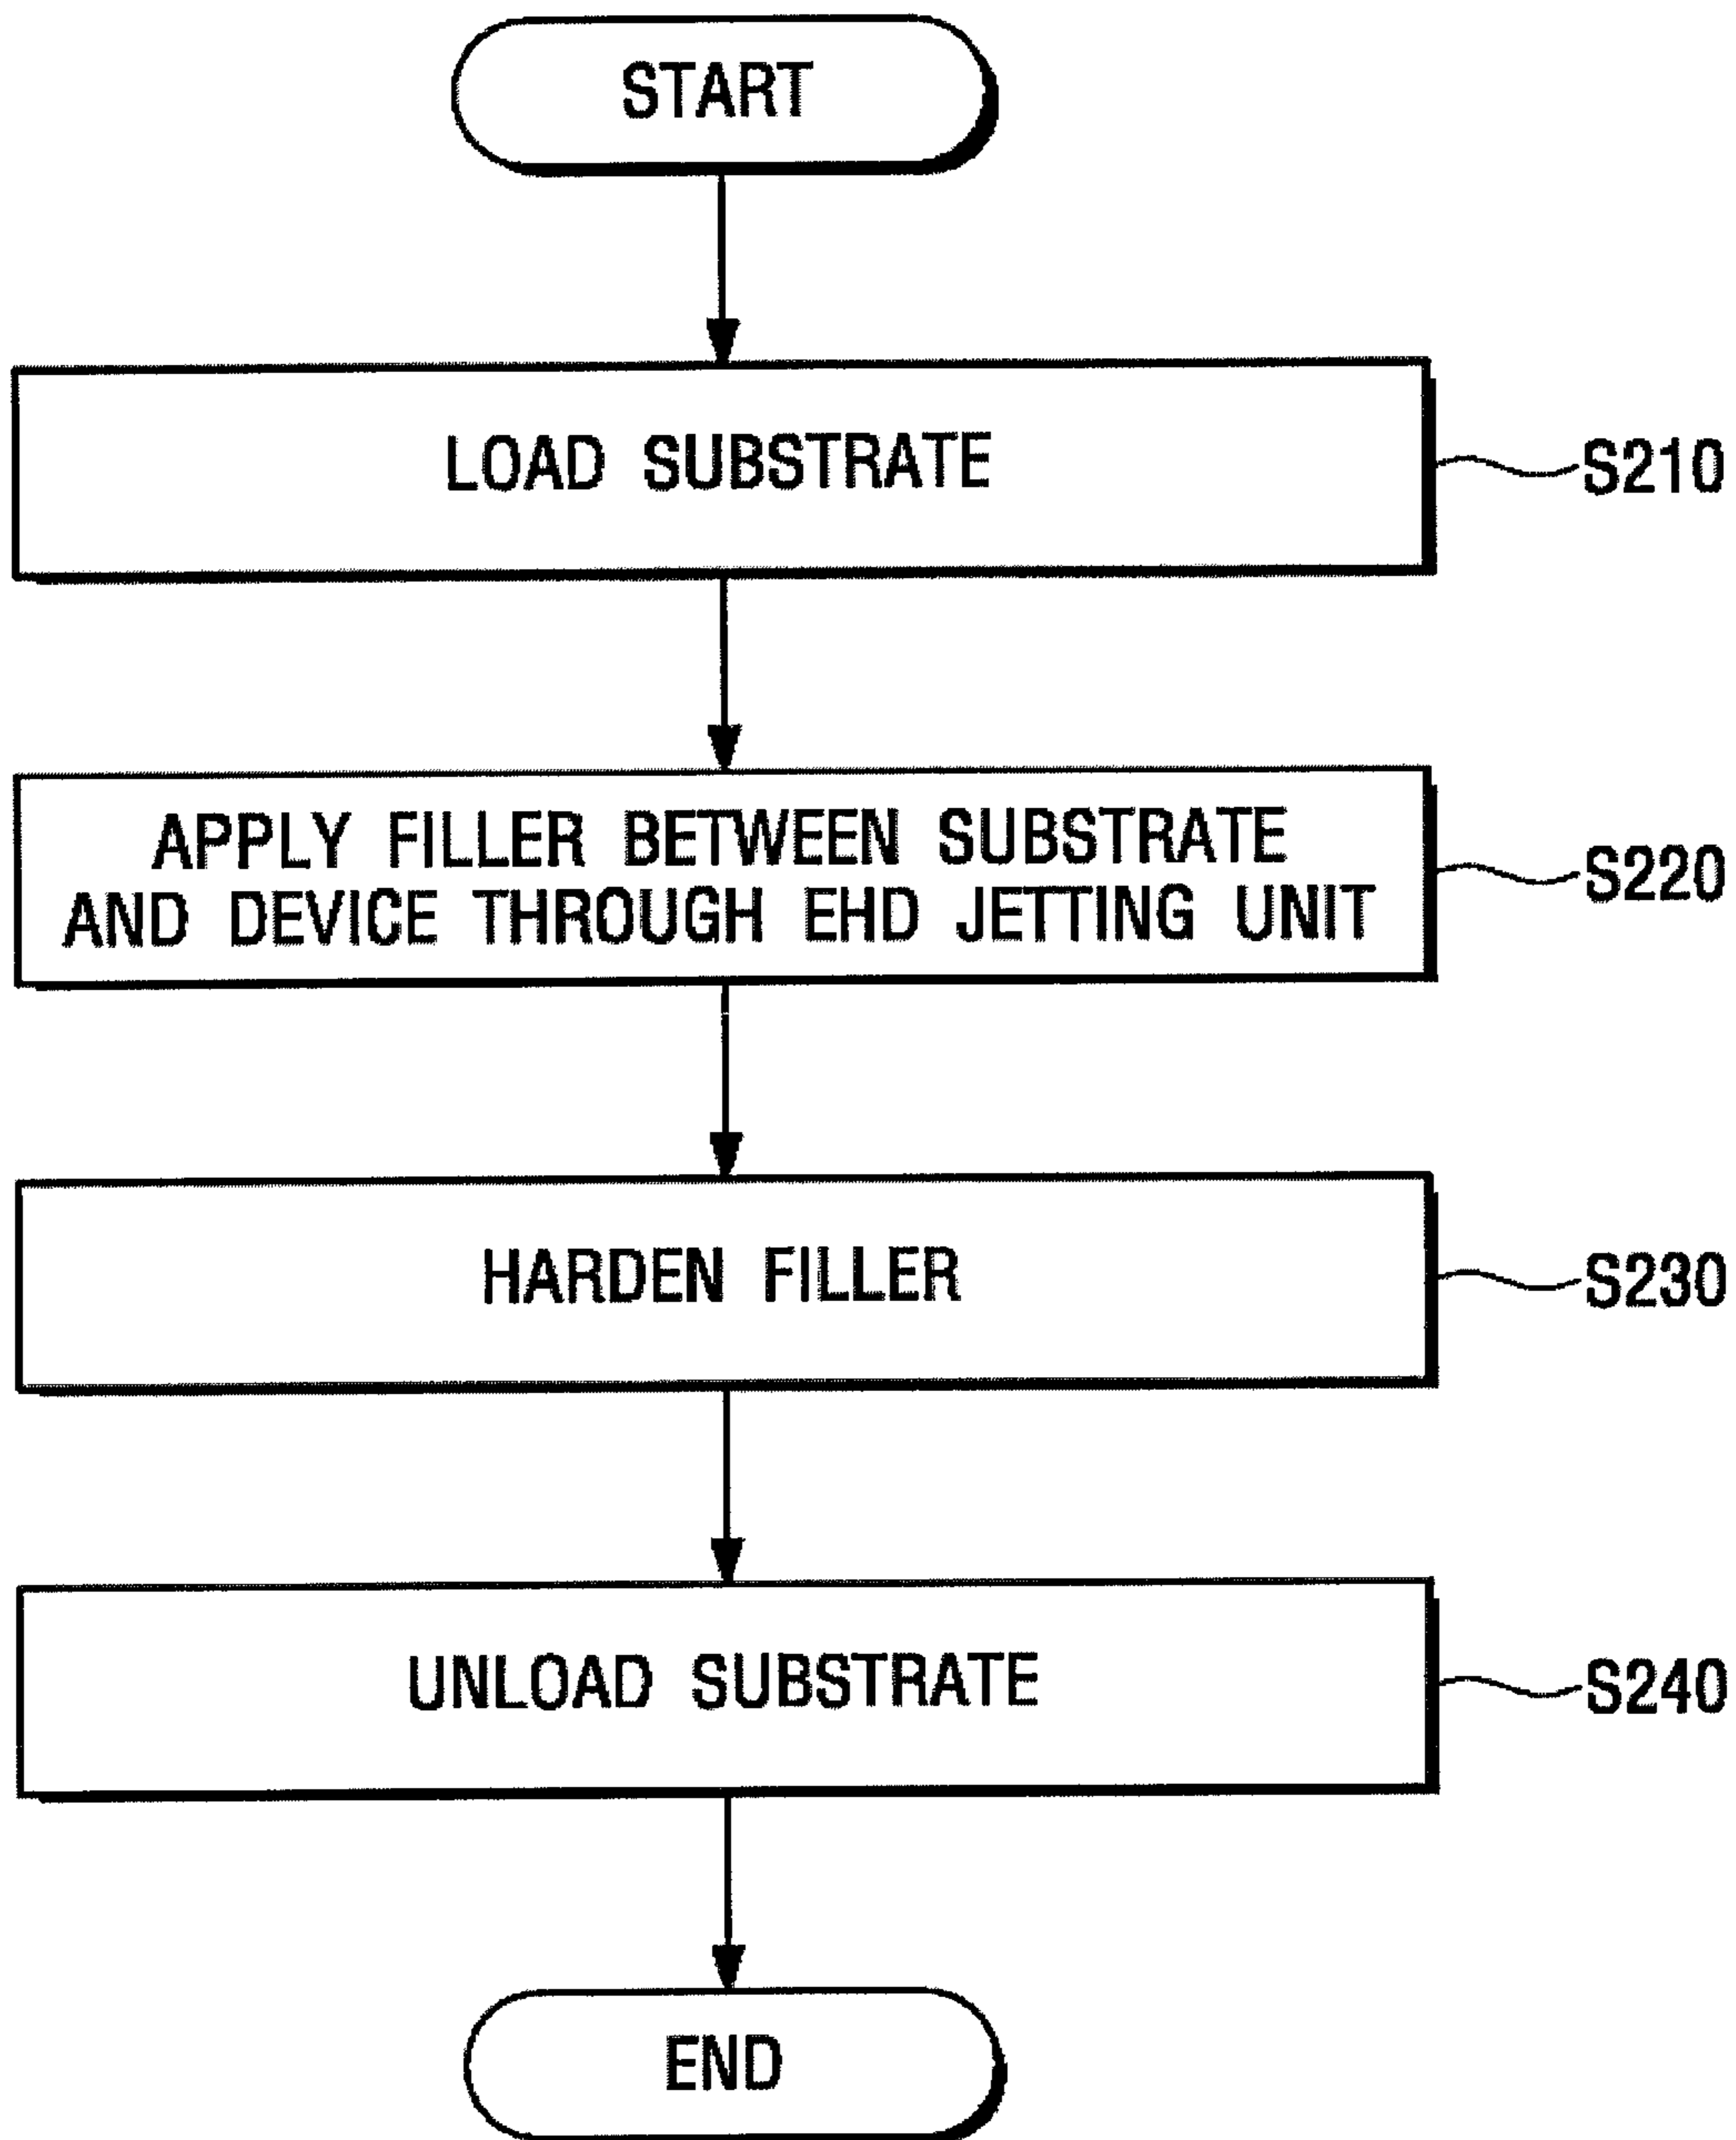 START
LOAD SUBSTRATE
S210
APPLY FILLER BETWEEN SUBSTRATE
AND DEVICE THROUGH EHD JETTING UNIT
S220
HARDEN FILLER
S230
UNLOAD SUBSTRATE
S240
END